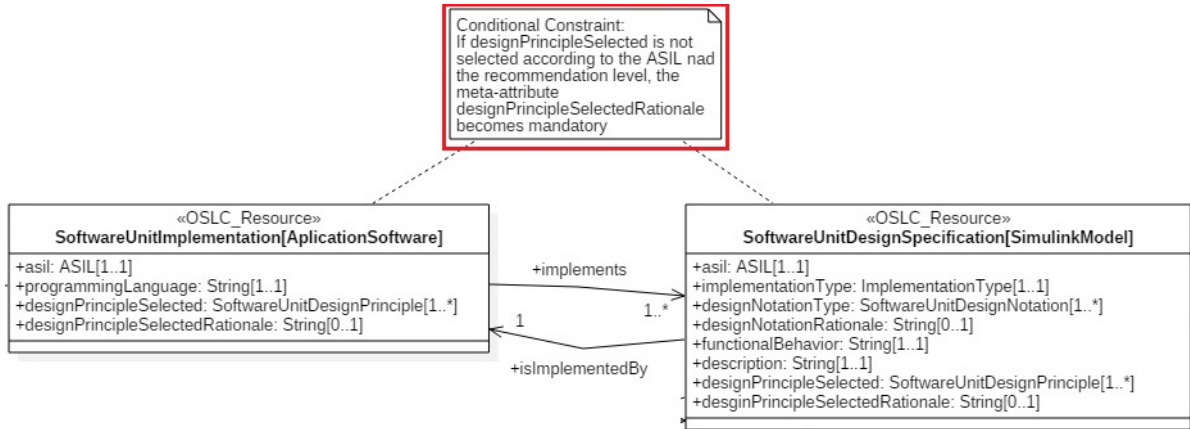 Conditional Constraint:
If designPrincipleSelected is not
selected according to the ASIL nad
the recommendation level, the
meta-attribute
designPrincipleSelectedRationale
becomes mandatory
«OSLC_Resource»
SoftwareUnitImplementation[AplicationSoftware]
+asil: ASIL[1..1]
+programmingLanguage: String[1..1]
+designPrincipleSelected: SoftwareUnitDesignPrinciple[1..*]
+designPrincipleSelectedRationale: String[0..1]
+implements
1..*
1
+isImplementedBy
«OSLC_Resource»
SoftwareUnitDesignSpecification[SimulinkModel]
+asil: ASIL[1..1]
+implementationType: ImplementationType[1..1]
+designNotationType: SoftwareUnitDesignNotation[1..*]
+designNotationRationale: String[0..1]
+functionalBehavior: String[1..1]
+description: String[1..1]
+designPrincipleSelected: SoftwareUnitDesignPrinciple[1..*]
+desginPrincipleSelectedRationale: String[0..1]